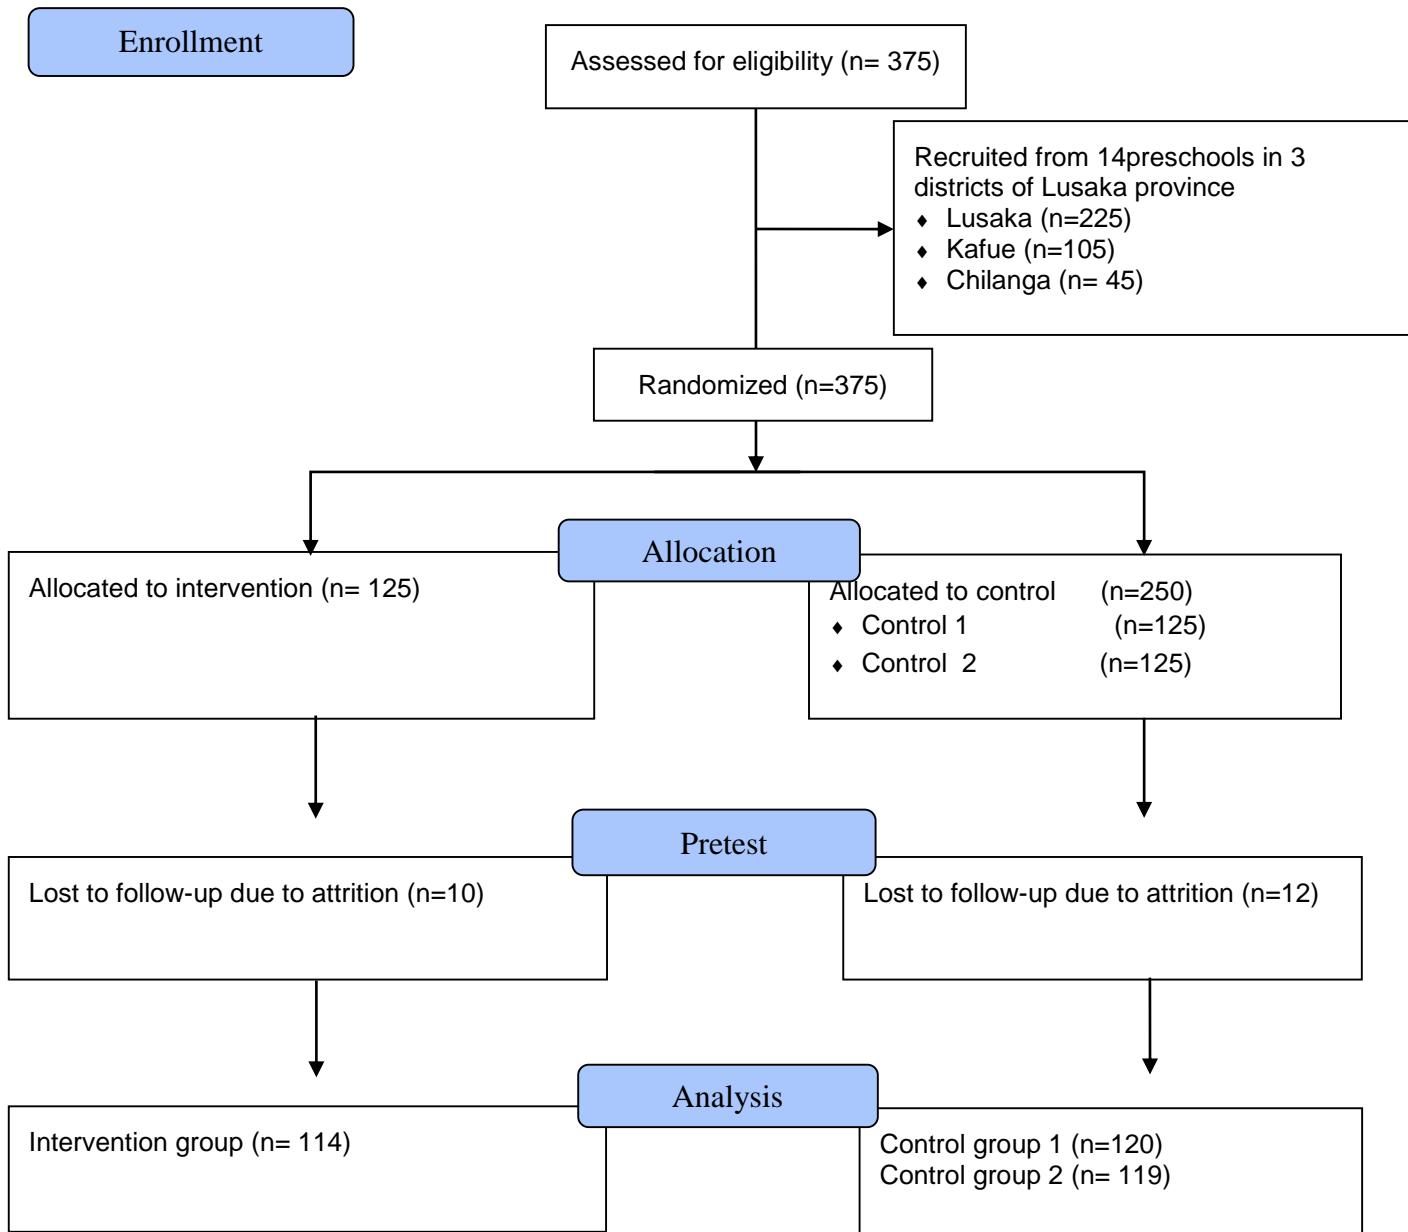 Enrollment
Assessed for eligibility (n= 375)
Recruited from 14preschools in 3
districts of Lusaka province
♦ Lusaka (n=225)
♦ Kafue (n=105)
♦ Chilanga (n= 45)
Randomized (n=375)
Allocation
Allocated to intervention (n= 125)
Allocated to control (n=250)
♦ Control 1 (n=125)
♦ Control 2 (n=125)
Pretest
Lost to follow-up due to attrition (n=10)
Lost to follow-up due to attrition (n=12)
Analysis
Intervention group (n= 114)
Control group 1 (n=120)
Control group 2 (n= 119)